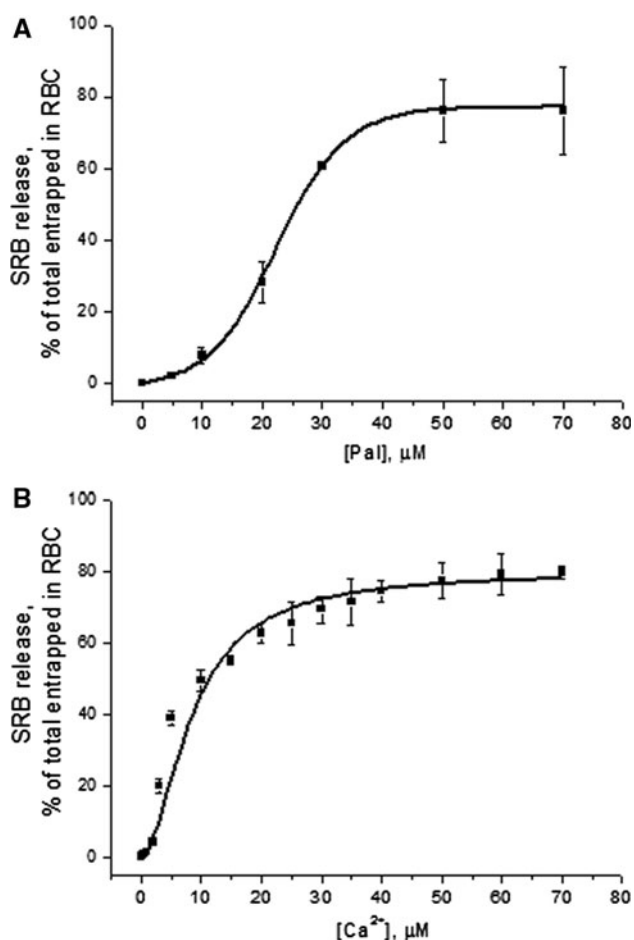 A
SRB release,
% of total entrapped in RBC
100
80
60
40
20
0
0 10 20 30 40 50 60 70 80
[Pal], μM
B
SRB release,
% of total entrapped in RBC
100
80
60
40
20
0
0 10 20 30 40 50 60 70 80
[Ca²⁺], μM